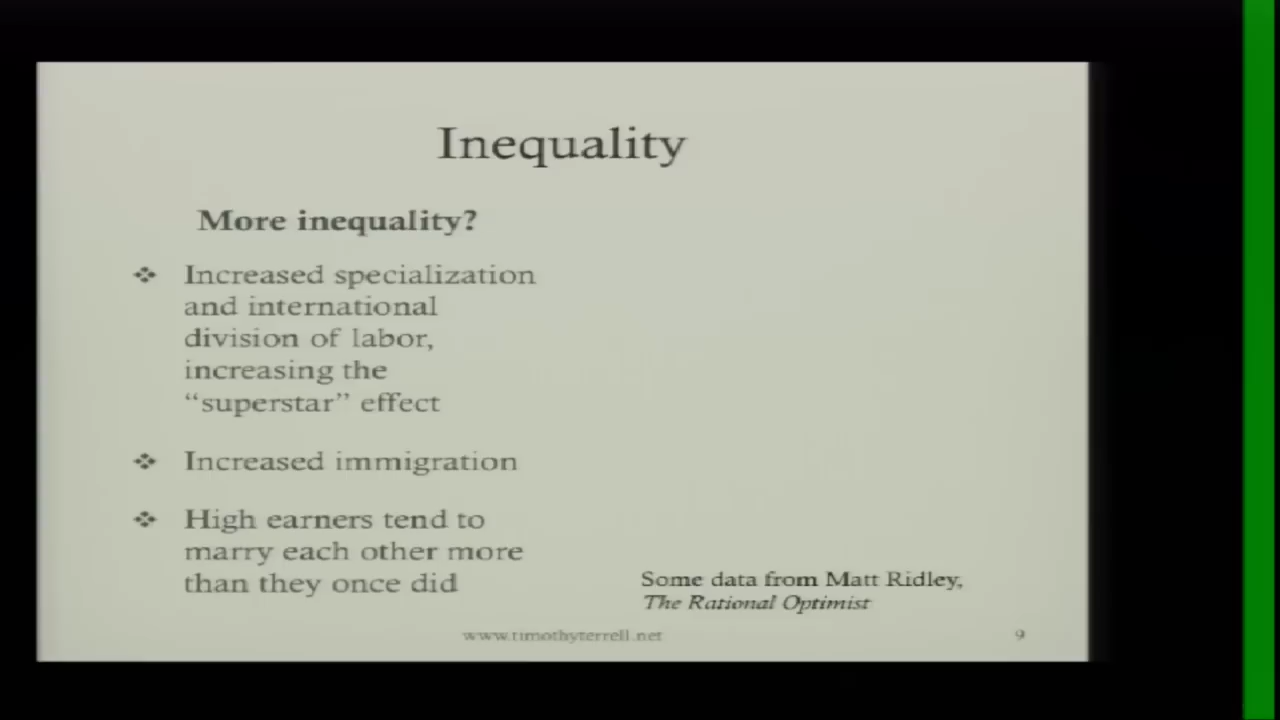 Inequality
More inequality?
❖ Increased specialization
and international
division of labor,
increasing the
“superstar” effect
❖ Increased immigration
❖ High earners tend to
marry each other more
than they once did
Some data from Matt Ridley,
The Rational Optimist
www.timothyterrell.net
9